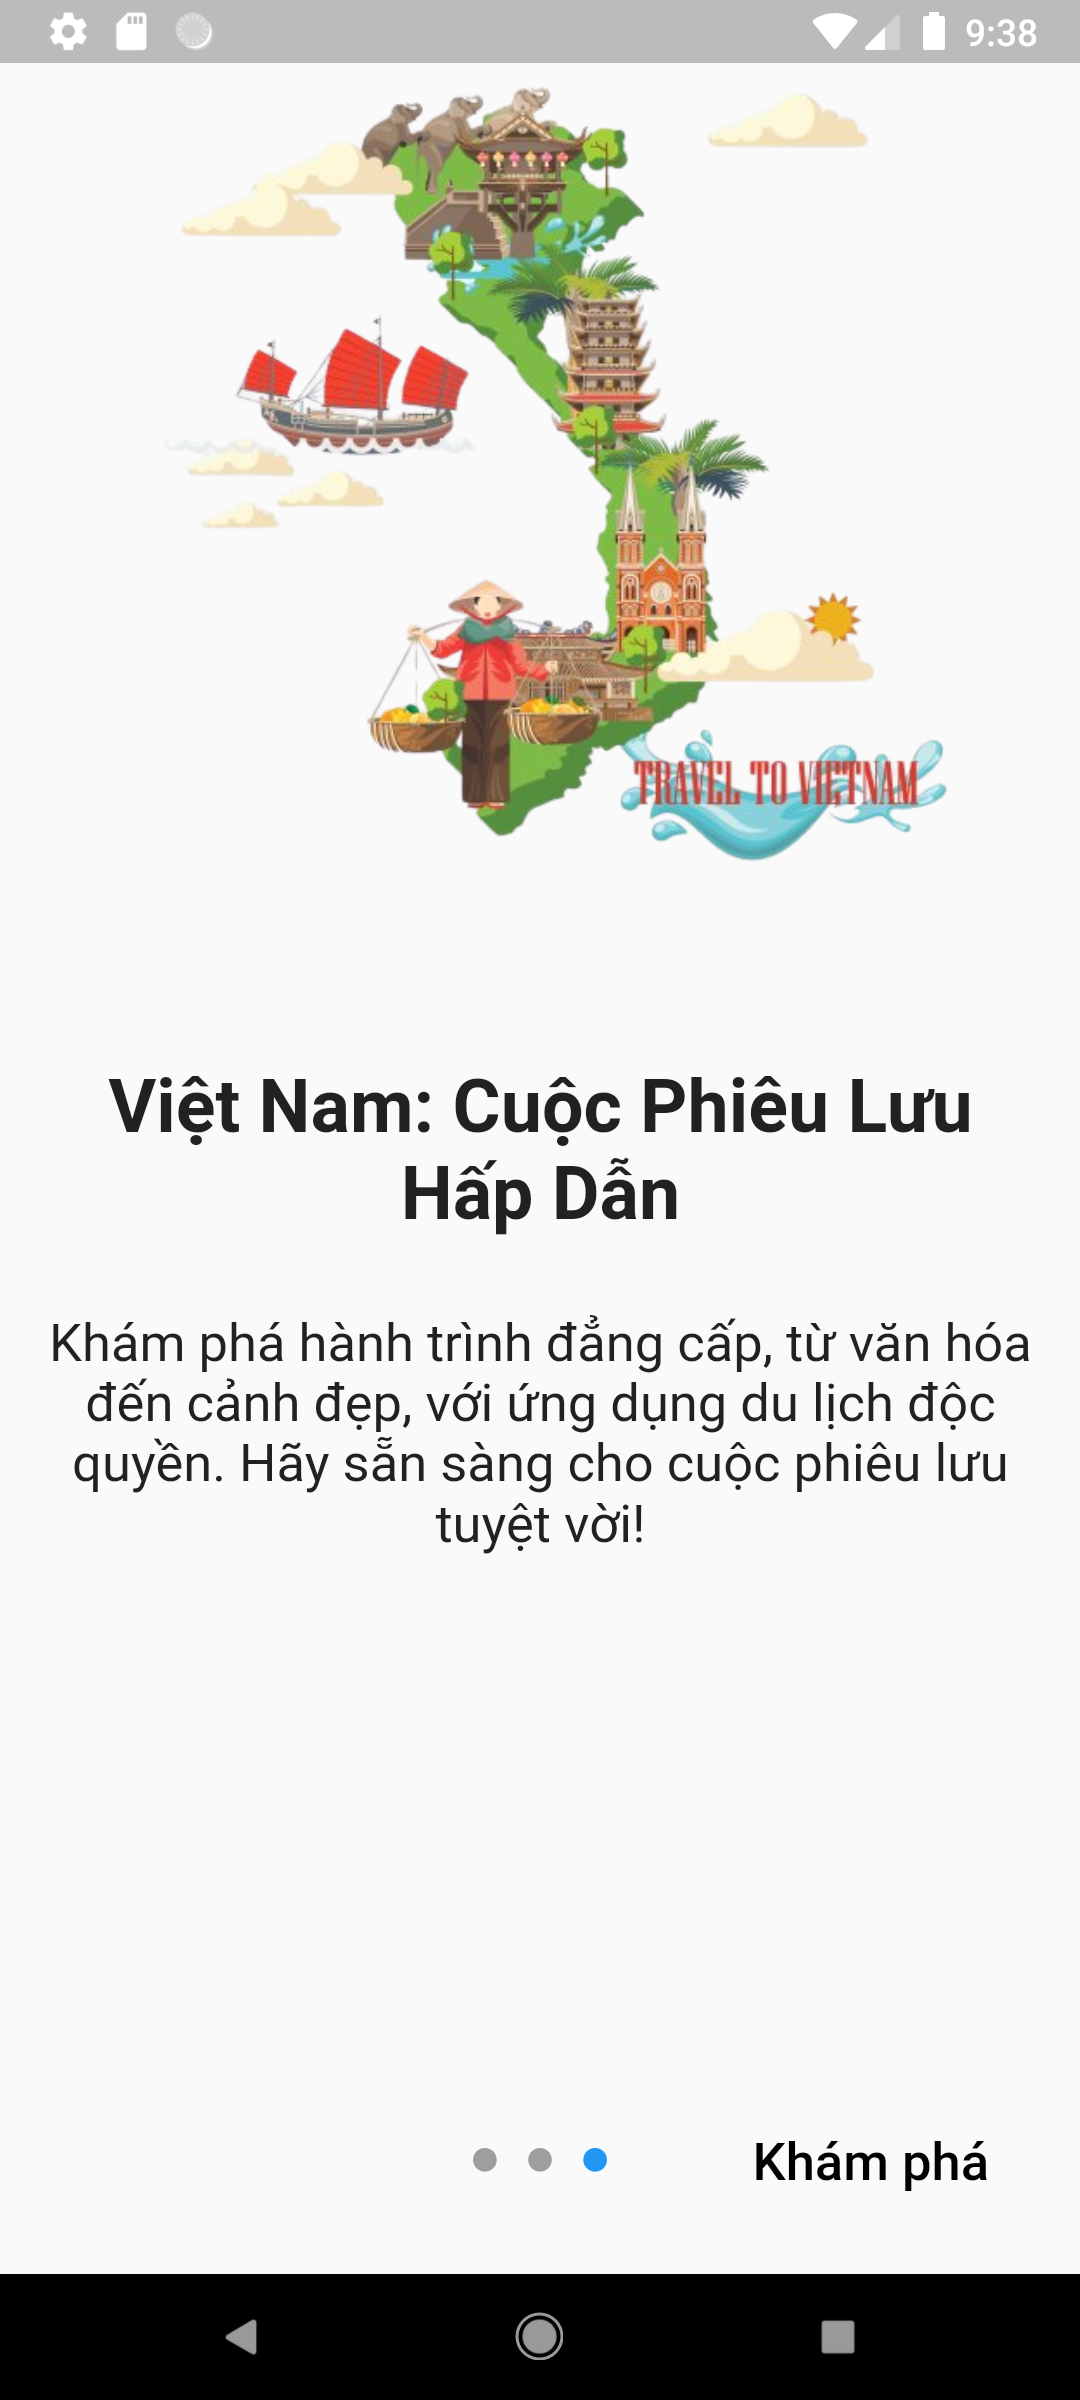 9:38
TRAVEL TO VIETNAM
Việt Nam: Cuộc Phiêu Lưu
Hấp Dẫn
Khám phá hành trình đẳng cấp, từ văn hóa
đến cảnh đẹp, với ứng dụng du lịch độc
quyền. Hãy sẵn sàng cho cuộc phiêu lưu
tuyệt vời!
Khám phá